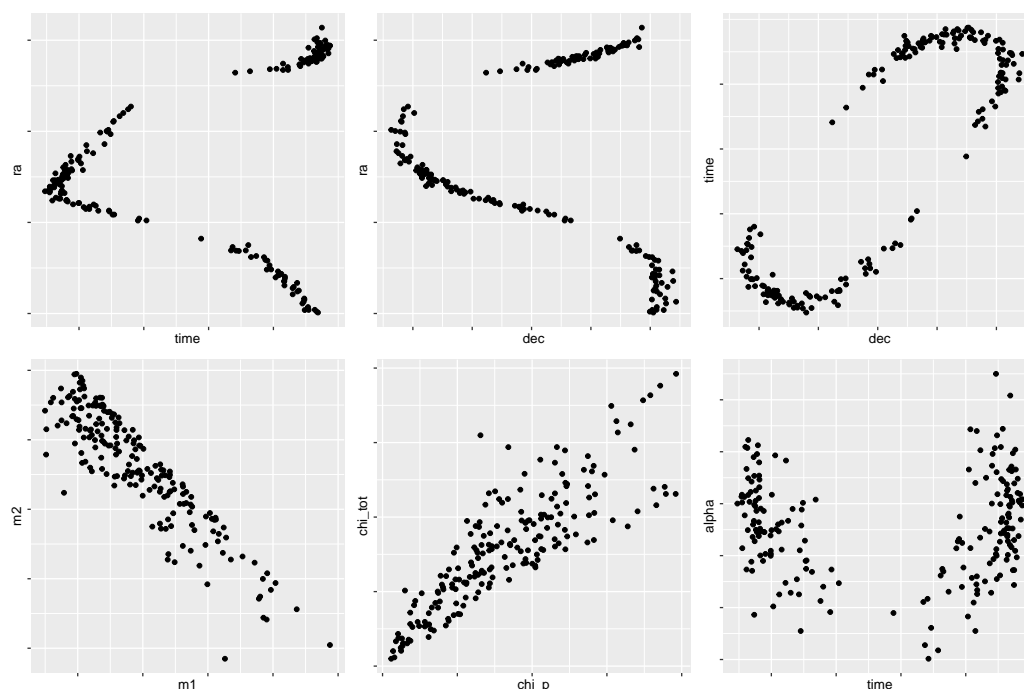 ra
time
ra
dec
time
dec
m2
m1
chi_tot
chi_p
alpha
time